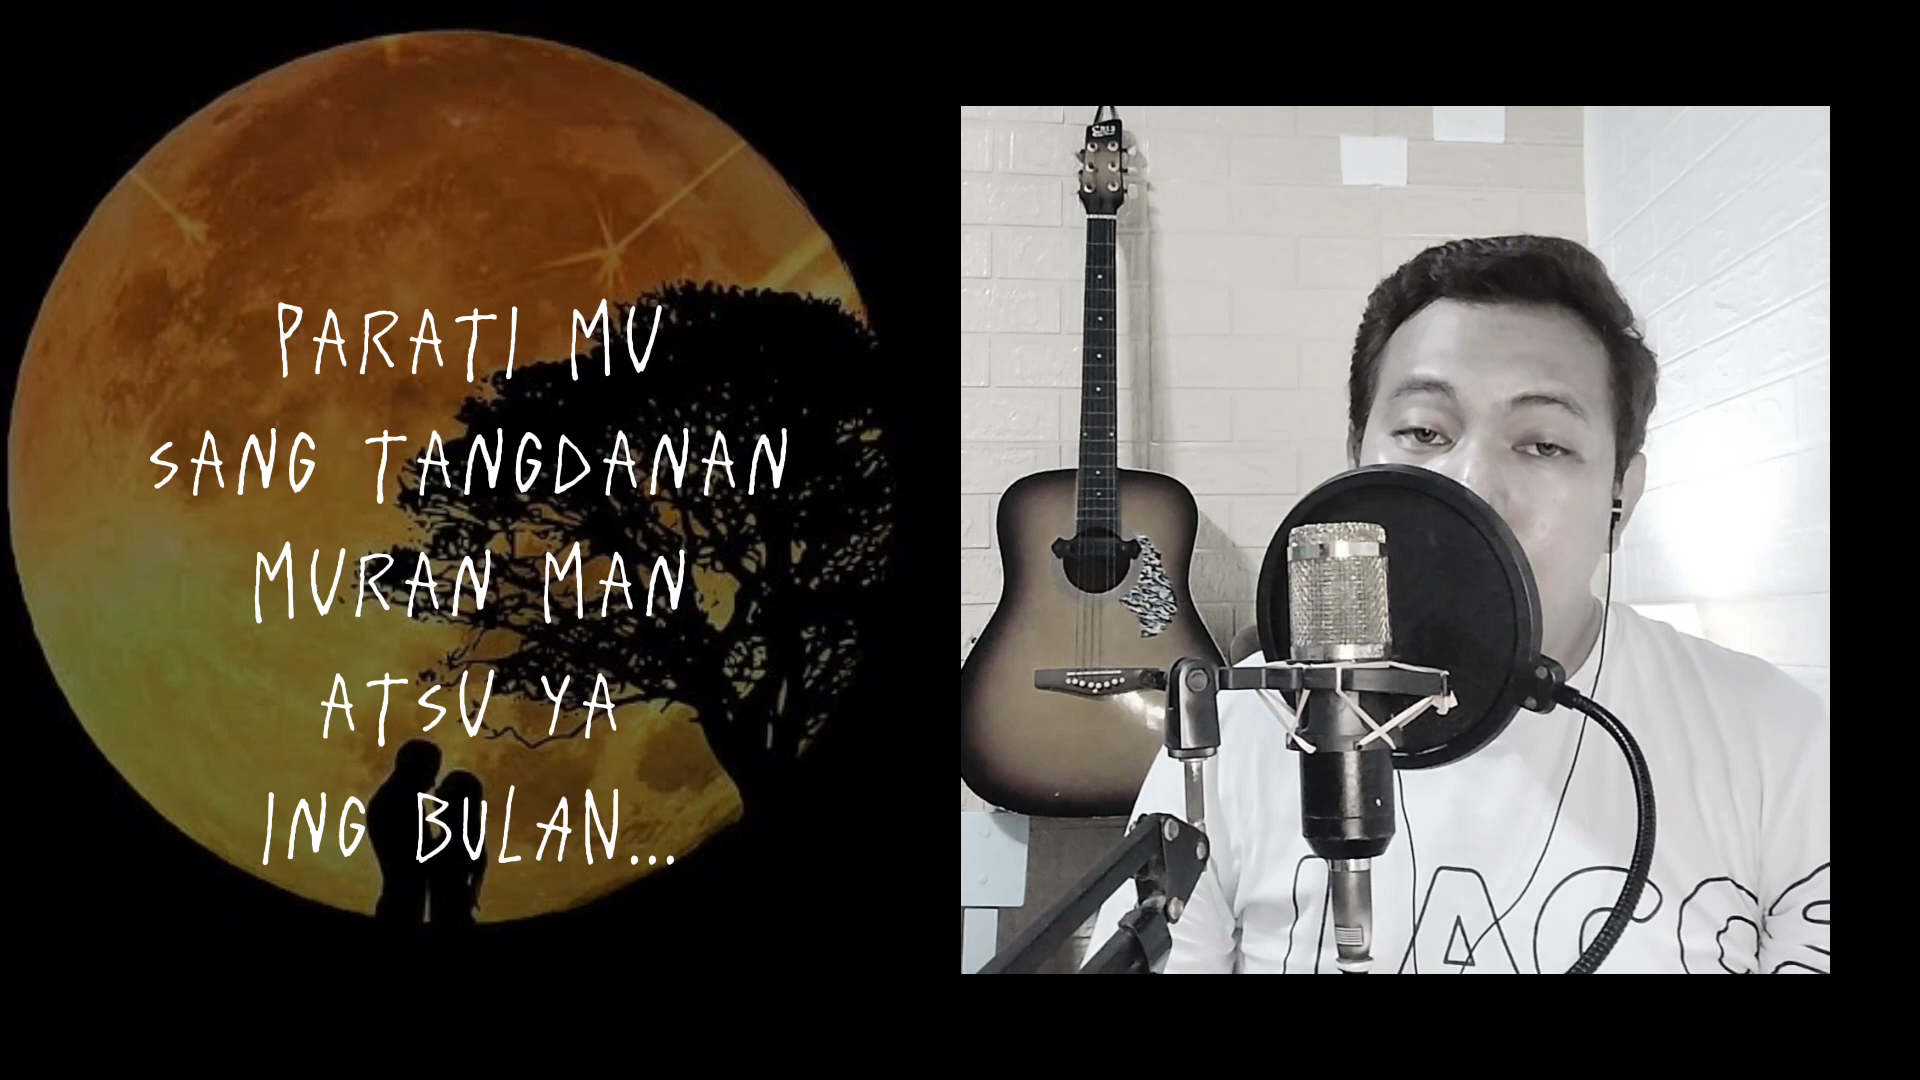 PARATI MU
SANG TANGDANAN
MURAN MAN
ATSU YA
ING BULAN...